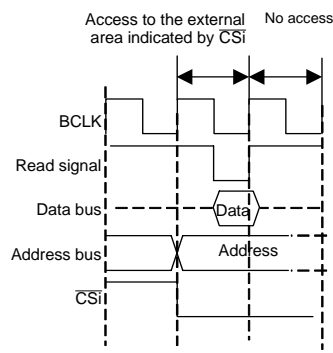 Access to the external
area indicated by CSi
No access
BCLK
Read signal
Data bus
Data
Address bus
Address
CSi